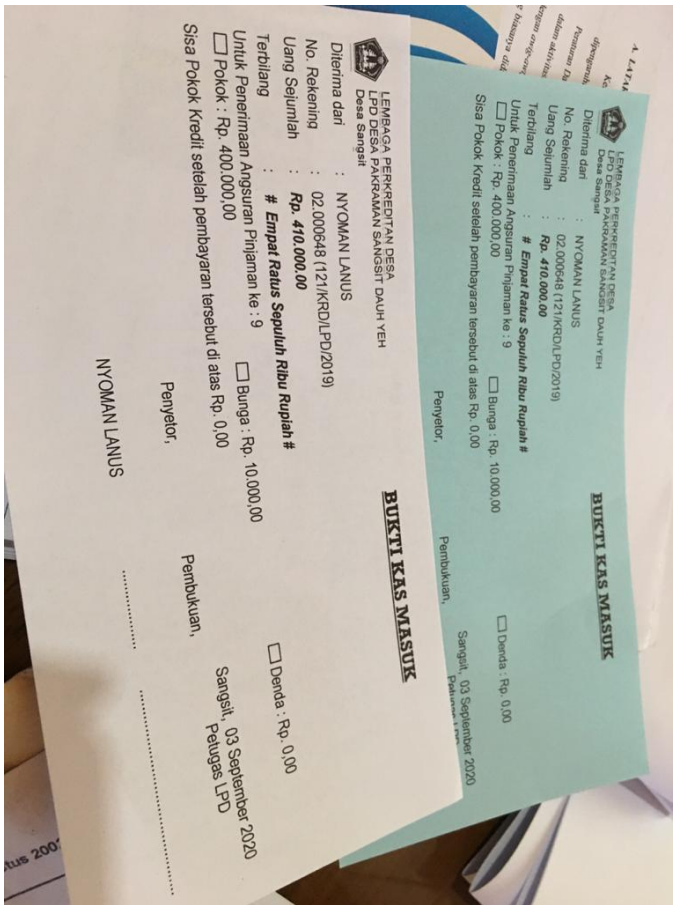 LEMBAGA PERKREDITAN DESA
LPD DESA PAKRAMAN SANGSIT DAUH YEH
Desa Sangsit
BUKTI KAS MASUK
Diterima dari : NYOMAN LANUS
No. Rekening : 02.000648 (121/KRD/LPD/2019)
Uang Sejumlah : Rp. 410.000.00
Terbilang : # Empat Ratus Sepuluh Ribu Rupiah #
Untuk Penerimaan Angsuran Pinjaman ke : 9
Pokok : Rp. 400.000,00 Bunga : Rp. 10.000,00 Denda : Rp. 0,00
Sisa Pokok Kredit setelah pembayaran tersebut di atas Rp. 0,00
Sangsit, 03 September 2020
Penyetor, Pembukuan, Petugas LPD
LEMBAGA PERKREDITAN DESA
LPD DESA PAKRAMAN SANGSIT DAUH YEH
Desa Sangsit
BUKTI KAS MASUK
Diterima dari : NYOMAN LANUS
No. Rekening : 02.000648 (121/KRD/LPD/2019)
Uang Sejumlah : Rp. 410.000.00
Terbilang : # Empat Ratus Sepuluh Ribu Rupiah #
Untuk Penerimaan Angsuran Pinjaman ke : 9
Pokok : Rp. 400.000,00 Bunga : Rp. 10.000,00 Denda : Rp. 0,00
Sisa Pokok Kredit setelah pembayaran tersebut di atas Rp. 0,00
Sangsit, 03 September 2020
Penyetor, Pembukuan, Petugas LPD
NYOMAN LANUS ................ ................................